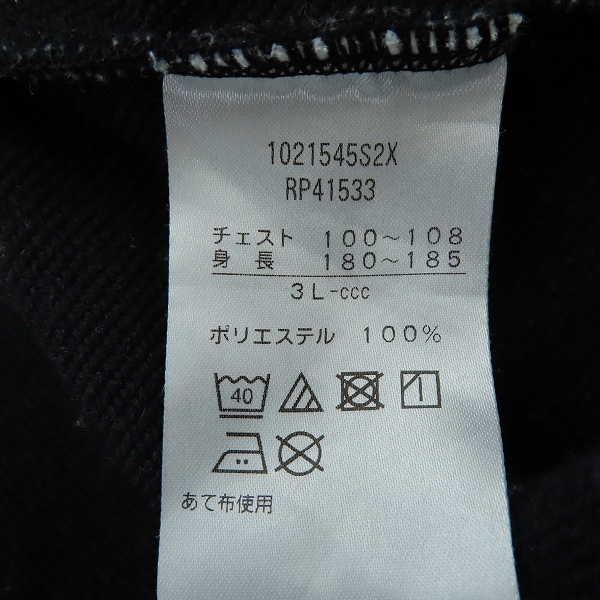 1021545S2X
RP41533
チェスト 100～108
身長 180～185
3L-ccc
ポリエステル 100%
40
あて布使用